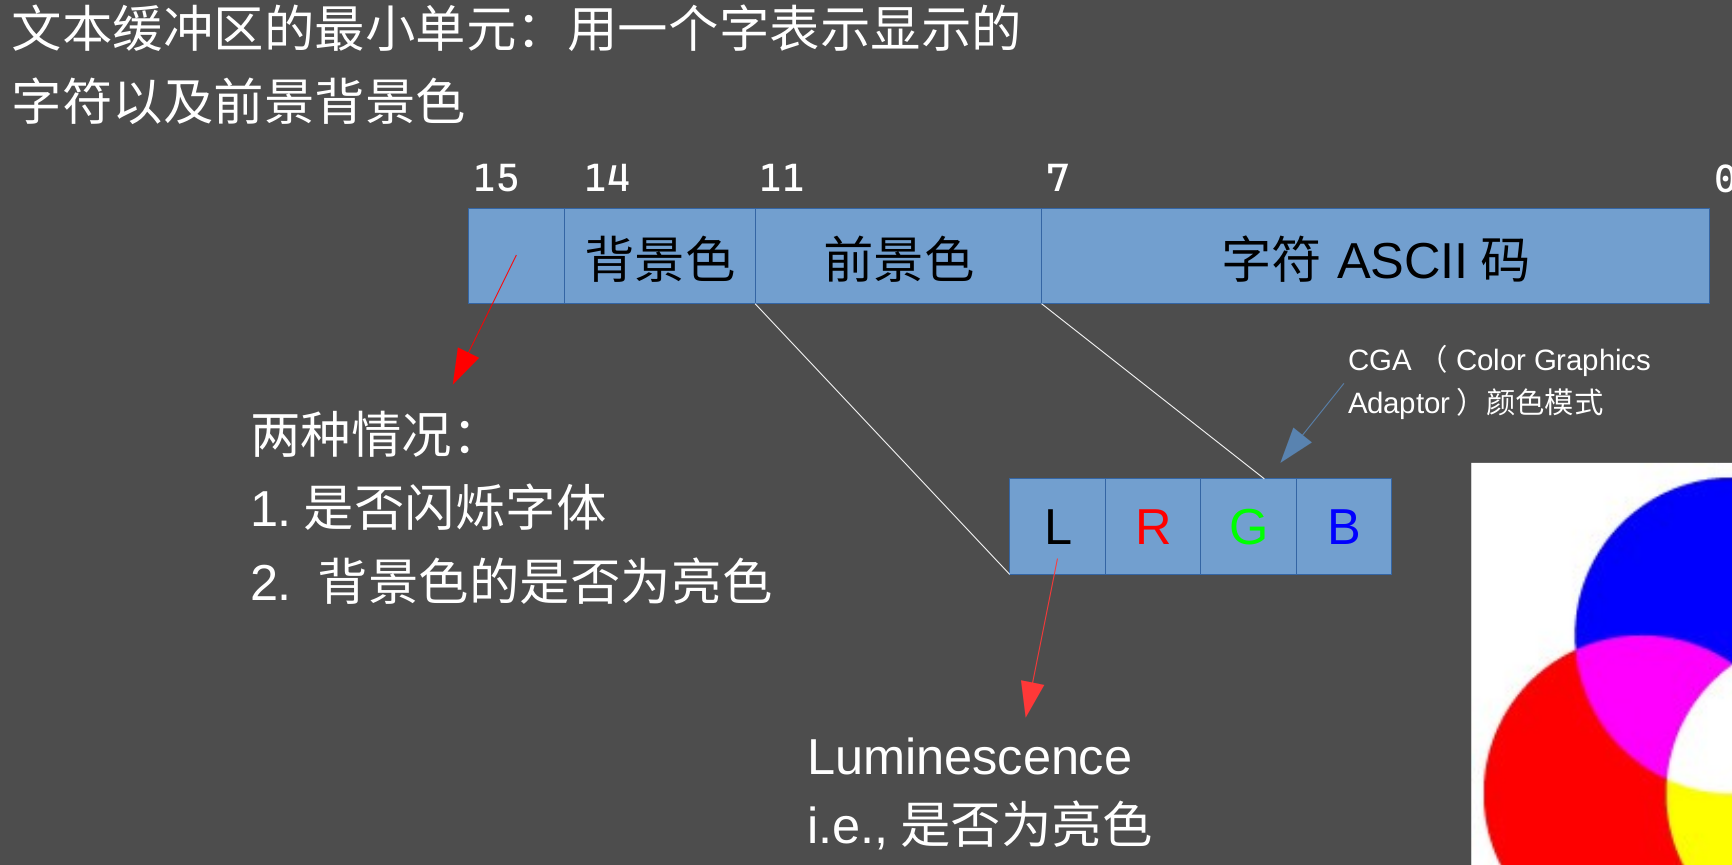 文本缓冲区的最小单元：用一个字表示显示的
字符以及前景背景色
15 14 11 7 0
背景色 前景色 字符 ASCII 码
CGA （ Color Graphics
Adaptor ）颜色模式
两种情况：
1. 是否闪烁字体
2. 背景色的是否为亮色
L R G B
Luminescence
i.e., 是否为亮色